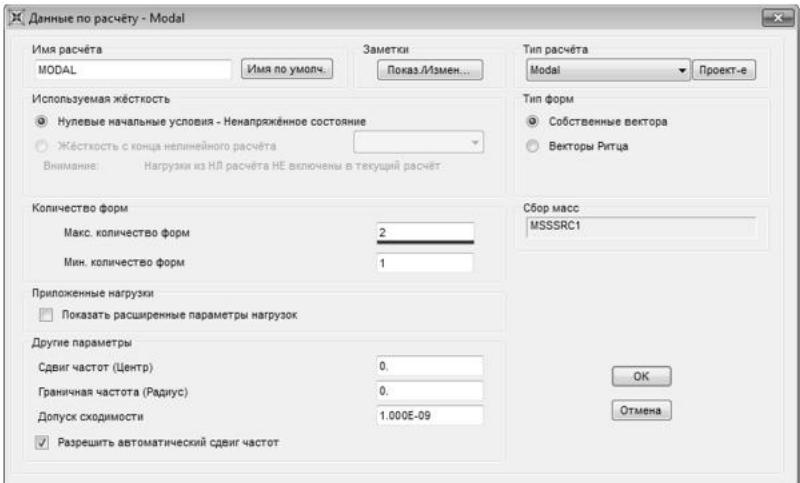 Данные по расчёту - Modal
Имя расчёта
MODAL
Имя по умолч.
Заметки
Показ./Измен...
Тип расчёта
Modal
Проект-е
Используемая жёсткость
Нулевые начальные условия - Ненапряжённое состояние
Жёсткость с конца нелинейного расчёта
Внимание: Нагрузки из НЛ расчёта НЕ включены в текущий расчёт
Тип форм
Собственные вектора
Векторы Ритца
Количество форм
Макс. количество форм 2
Мин. количество форм 1
Сбор масс
MSSSRC1
Приложенные нагрузки
Показать расширенные параметры нагрузок
Другие параметры
Сдвиг частот (Центр) 0.
Граничная частота (Радиус) 0.
Допуск сходимости 1.000E-09
Разрешить автоматический сдвиг частот
OK
Отмена